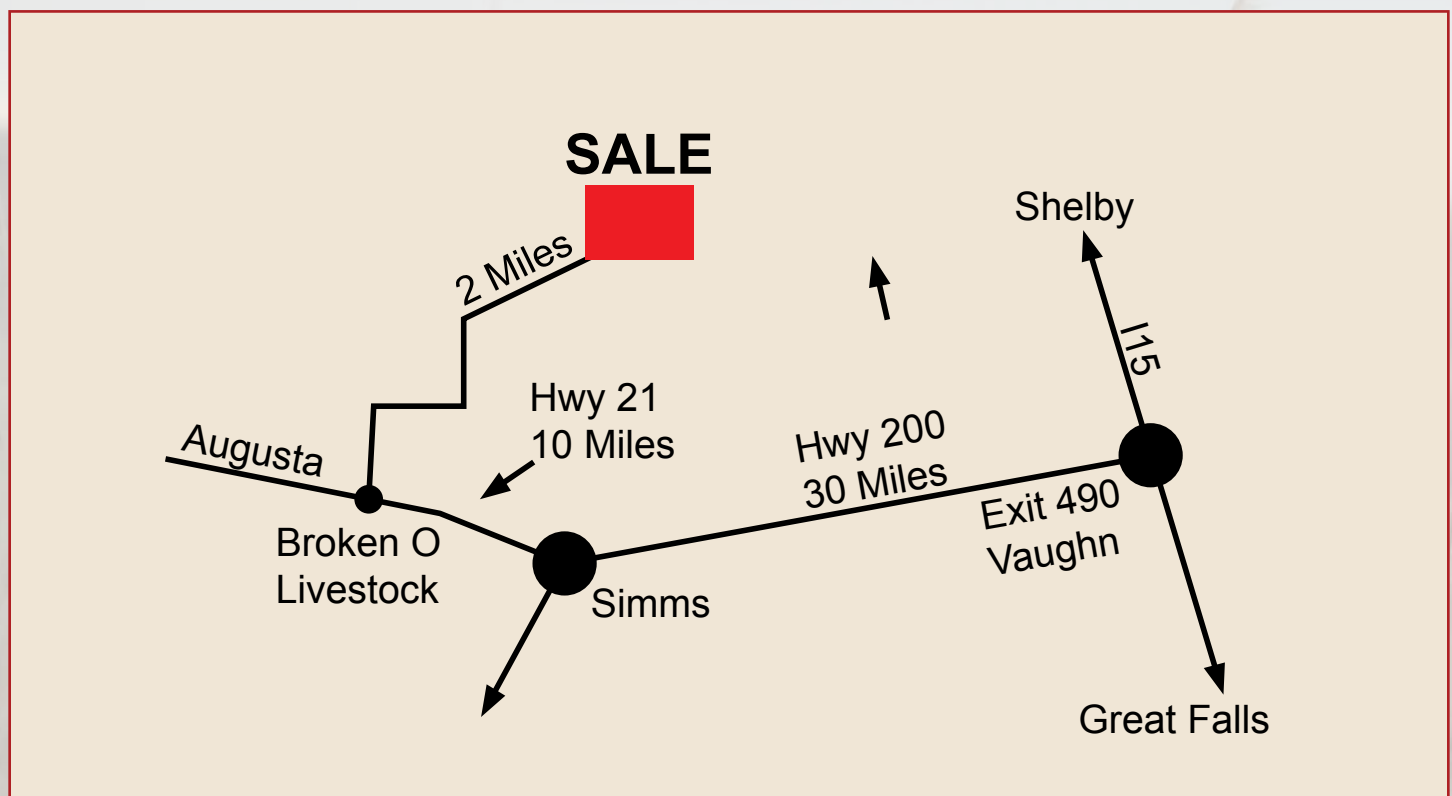 SALE
2 Miles
Shelby
I15
Hwy 21
10 Miles
Hwy 200
30 Miles
Augusta
Exit 490
Vaughn
Broken O
Livestock
Simms
Great Falls